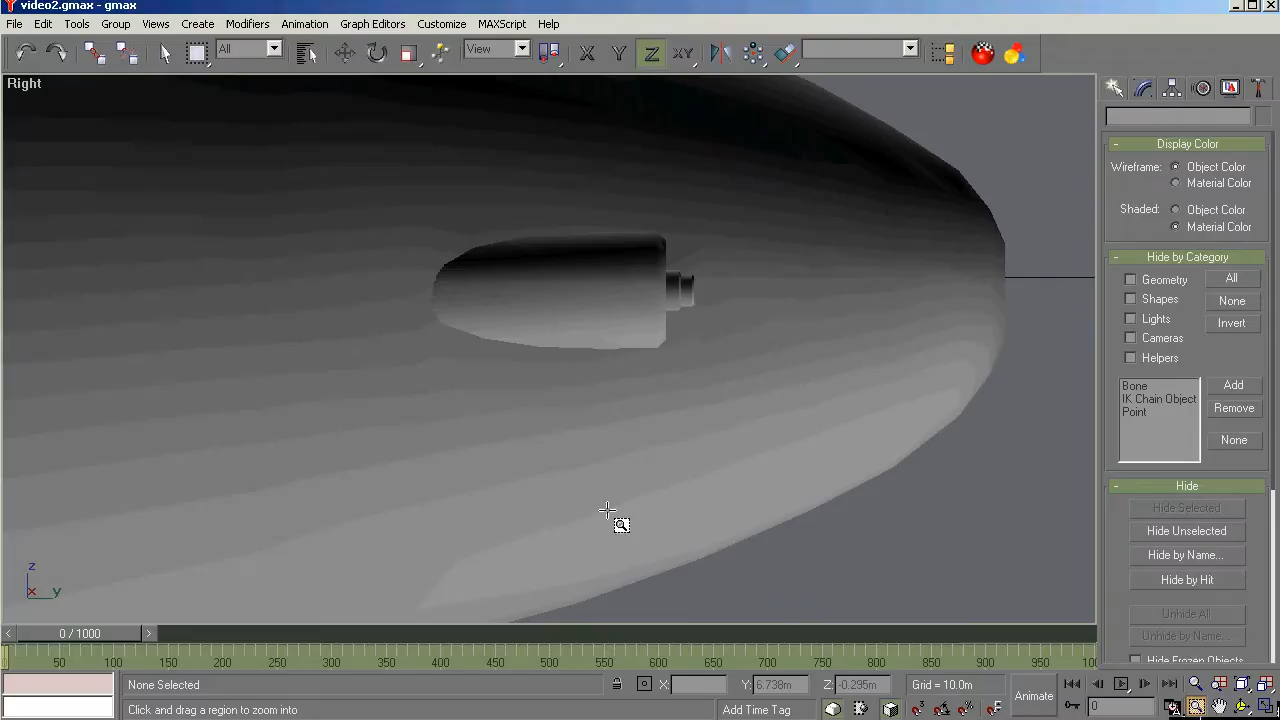 video2.gmax - gmax
File Edit Tools Group Views Create Modifiers Animation Graph Editors Customize MAXScript Help
All View X Y Z XY
Right
Display Color
Wireframe: Object Color
Material Color
Shaded: Object Color
Material Color
Hide by Category
Geometry All
Shapes None
Lights Invert
Cameras
Helpers
Bone Add
IK Chain Object Remove
Point
None
Hide
Hide Selected
Hide Unselected
Hide by Name...
Hide by Hit
Unhide All
Unhide by Name...
Hide Frozen Objects
z
x y
0 / 1000
50 100 150 200 250 300 350 400 450 500 550 600 650 700 750 800 850 900 950 100
None Selected X: Y: 6.738m Z: -0.295m Grid = 10.0m Animate
Click and drag a region to zoom into Add Time Tag 0